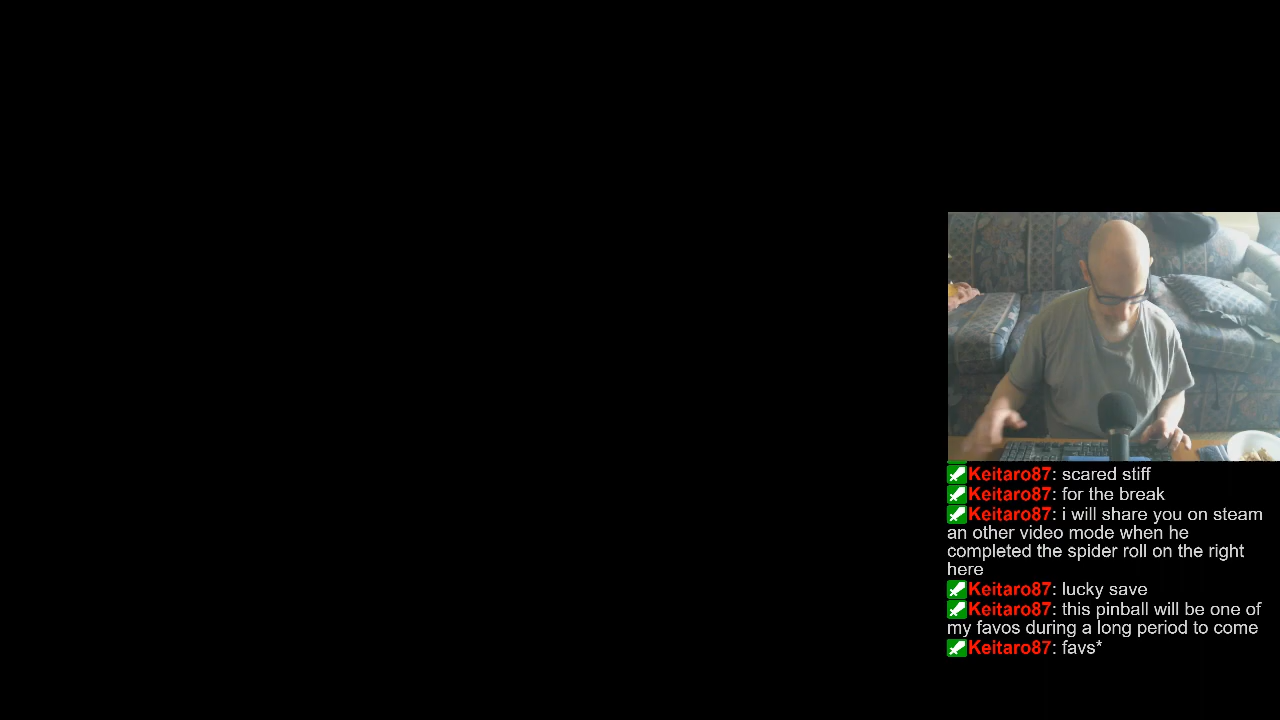 Keitaro87: scared stiff
Keitaro87: for the break
Keitaro87: i will share you on steam
an other video mode when he
completed the spider roll on the right
here
Keitaro87: lucky save
Keitaro87: this pinball will be one of
my favos during a long period to come
Keitaro87: favs*